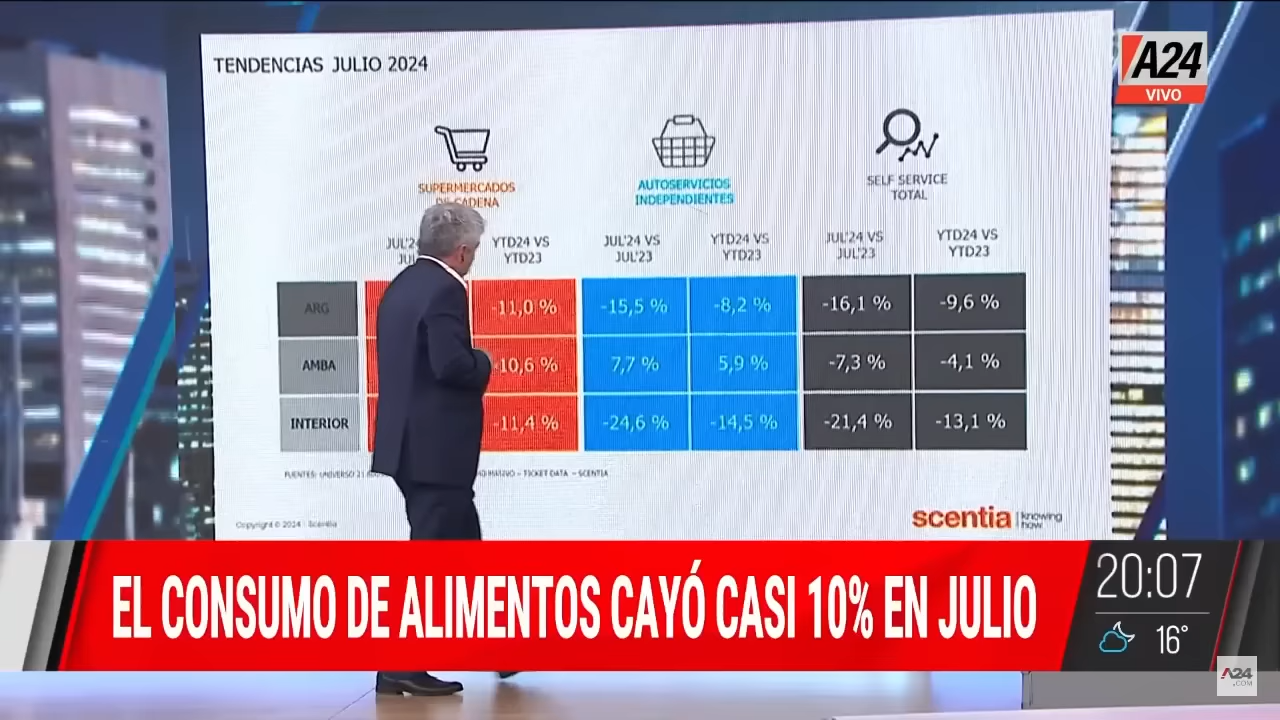 TENDENCIAS JULIO 2024
A24
VIVO
SUPERMERCADOS
DE CADENA
AUTOSERVICIOS
INDEPENDIENTES
SELF SERVICE
TOTAL
YTD24 VS
YTD23
JUL'24 VS
JUL'23
YTD24 VS
YTD23
JUL'24 VS
JUL'23
YTD24 VS
YTD23
ARG -11,0 % -15,5 % -8,2 % -16,1 % -9,6 %
AMBA -10,6 % 7,7 % 5,9 % -7,3 % -4,1 %
INTERIOR -11,4 % -24,6 % -14,5 % -21,4 % -13,1 %
FUENTES: UNIVERSO – TICKET DATA – SCENTIA
Copyright © 2024 - Scentia
scentia knowing
how
EL CONSUMO DE ALIMENTOS CAYÓ CASI 10% EN JULIO
20:07
16°
A24
.COM